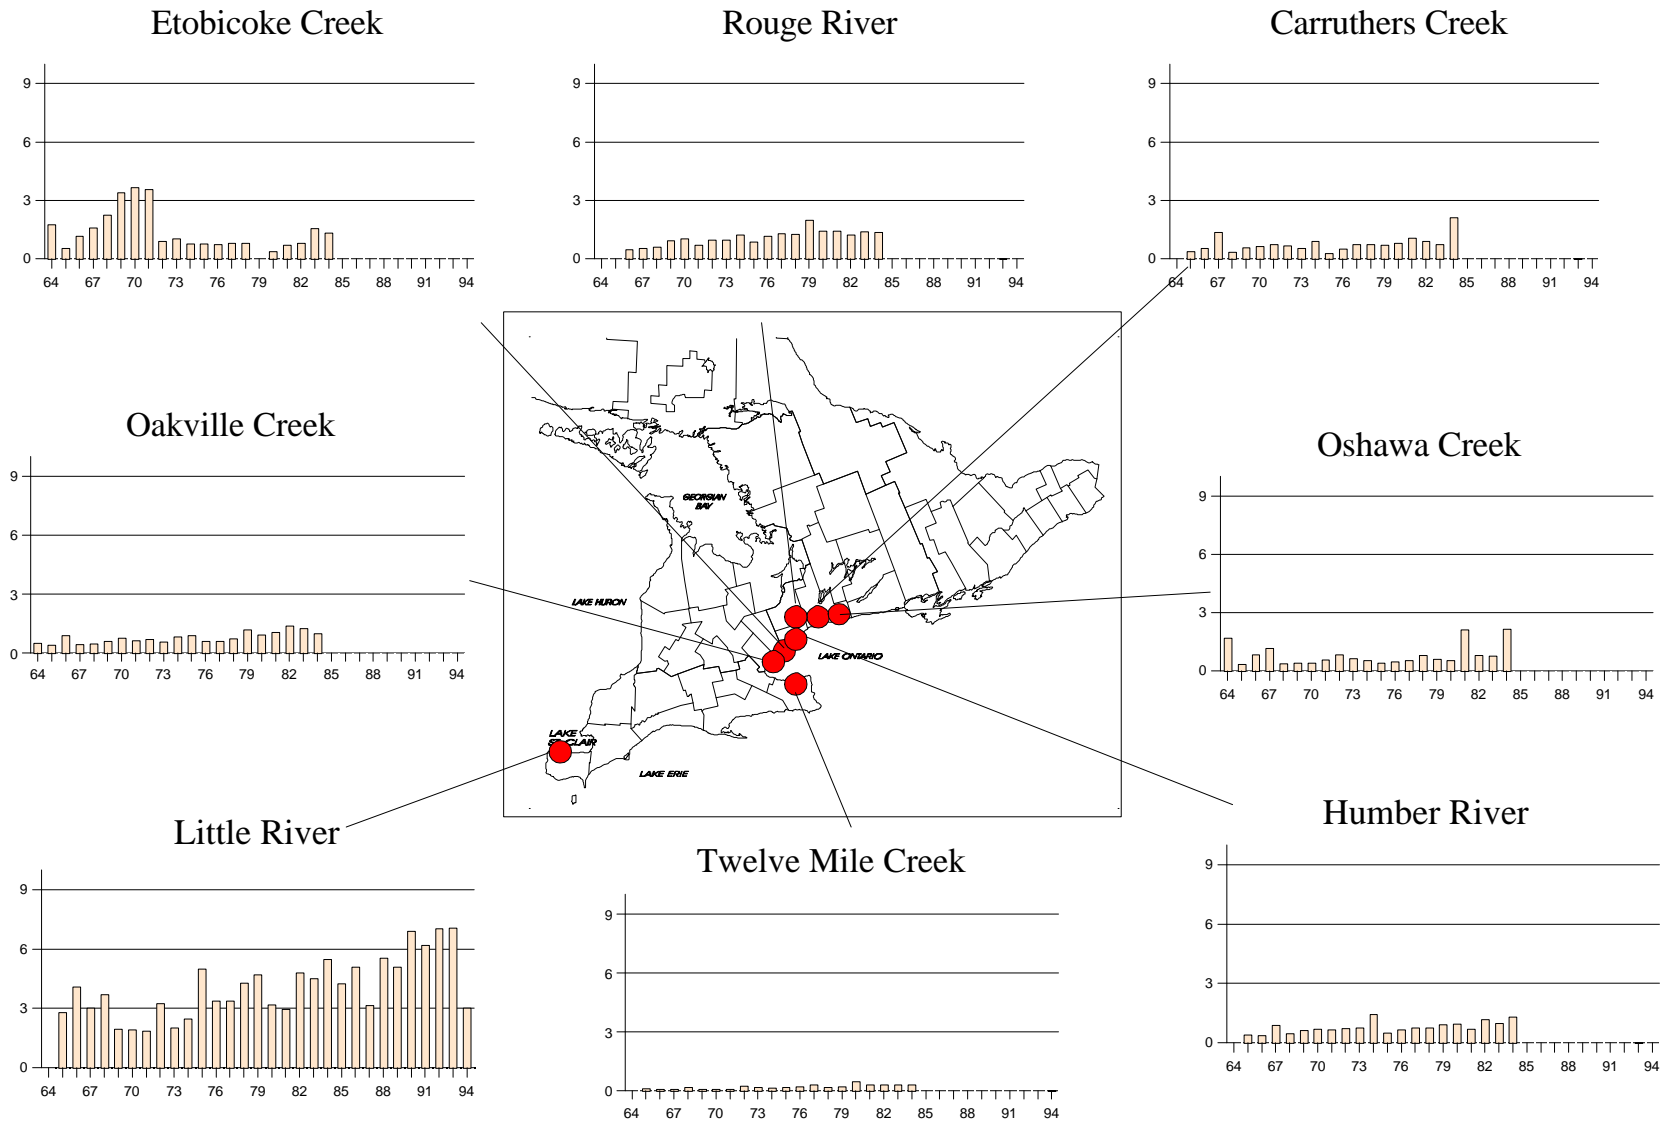 Etobicoke Creek
9
6
3
0
64 67 70 73 76 79 82 85 88 91 94
Rouge River
9
6
3
0
64 67 70 73 76 79 82 85 88 91 94
Carruthers Creek
9
6
3
0
64 67 70 73 76 79 82 85 88 91 94
Oakville Creek
9
6
3
0
64 67 70 73 76 79 82 85 88 91 94
GEORGIAN
BAY
LAKE HURON
LAKE ONTARIO
LAKE
ST. CLAIR
LAKE ERIE
Oshawa Creek
9
6
3
0
64 67 70 73 76 79 82 85 88 91 94
Little River
9
6
3
0
64 67 70 73 76 79 82 85 88 91 94
Twelve Mile Creek
9
6
3
0
64 67 70 73 76 79 82 85 88 91 94
Humber River
9
6
3
0
64 67 70 73 76 79 82 85 88 91 94